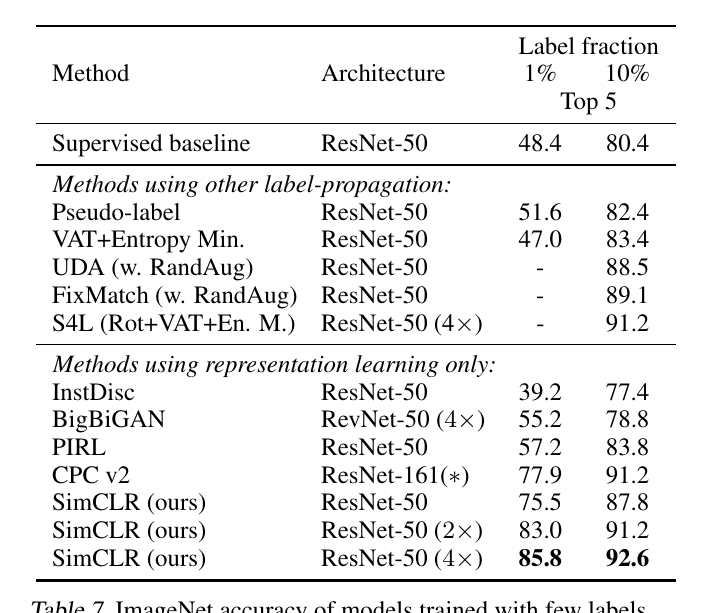 Label fraction
Method Architecture 1% 10%
Top 5
Supervised baseline ResNet-50 48.4 80.4
Methods using other label-propagation:
Pseudo-label ResNet-50 51.6 82.4
VAT+Entropy Min. ResNet-50 47.0 83.4
UDA (w. RandAug) ResNet-50 - 88.5
FixMatch (w. RandAug) ResNet-50 - 89.1
S4L (Rot+VAT+En. M.) ResNet-50 (4×) - 91.2
Methods using representation learning only:
InstDisc ResNet-50 39.2 77.4
BigBiGAN RevNet-50 (4×) 55.2 78.8
PIRL ResNet-50 57.2 83.8
CPC v2 ResNet-161(∗) 77.9 91.2
SimCLR (ours) ResNet-50 75.5 87.8
SimCLR (ours) ResNet-50 (2×) 83.0 91.2
SimCLR (ours) ResNet-50 (4×) 85.8 92.6
Table 7. ImageNet accuracy of models trained with few labels